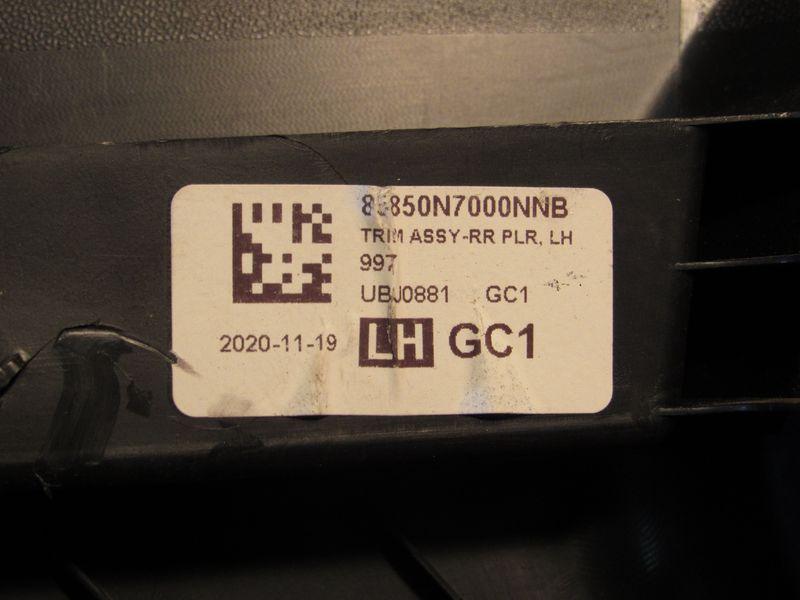 85850N7000NNB
TRIM ASSY-RR PLR, LH
997
UBJ0881 GC1
2020-11-19 LH GC1